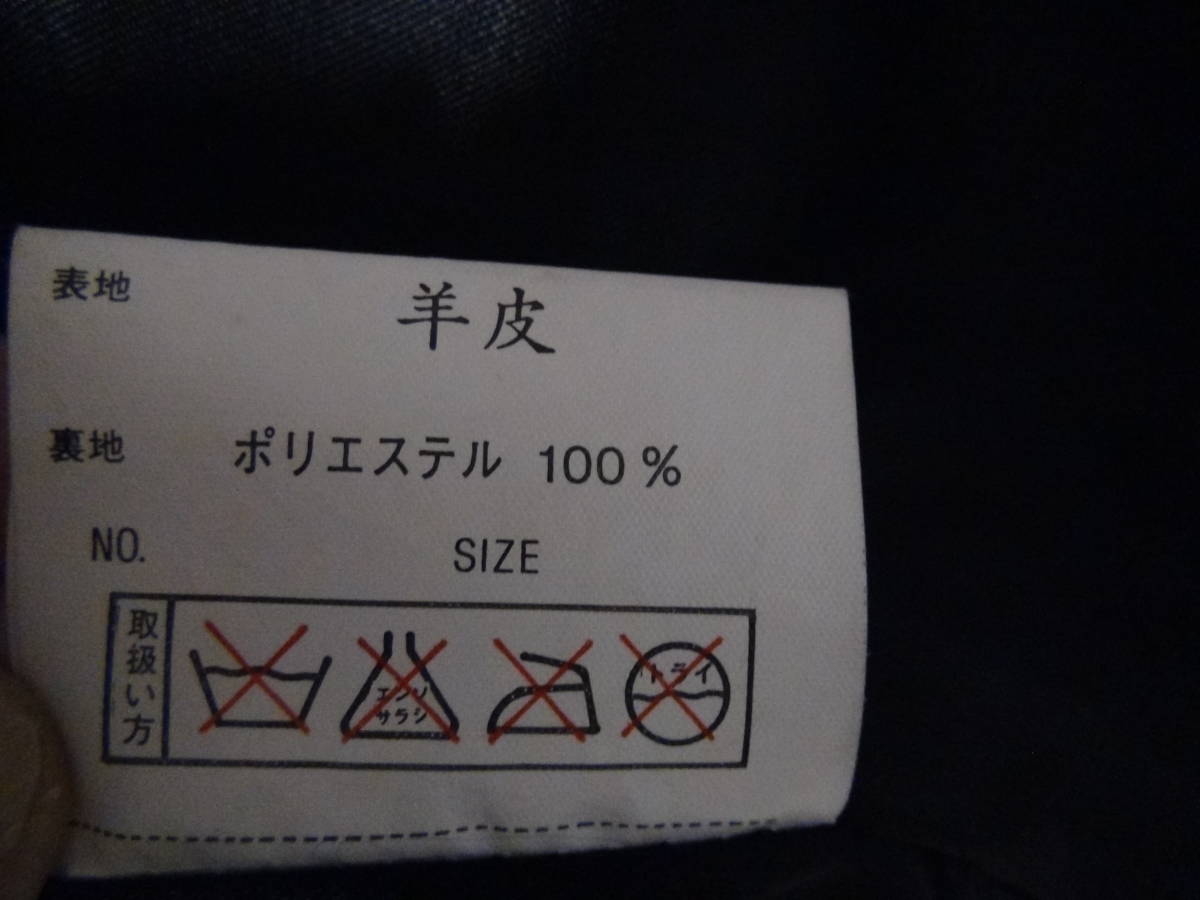 表地 羊皮
裏地 ポリエステル 100 %
NO. SIZE
取扱い方
エンソ
サラシ
ドライ